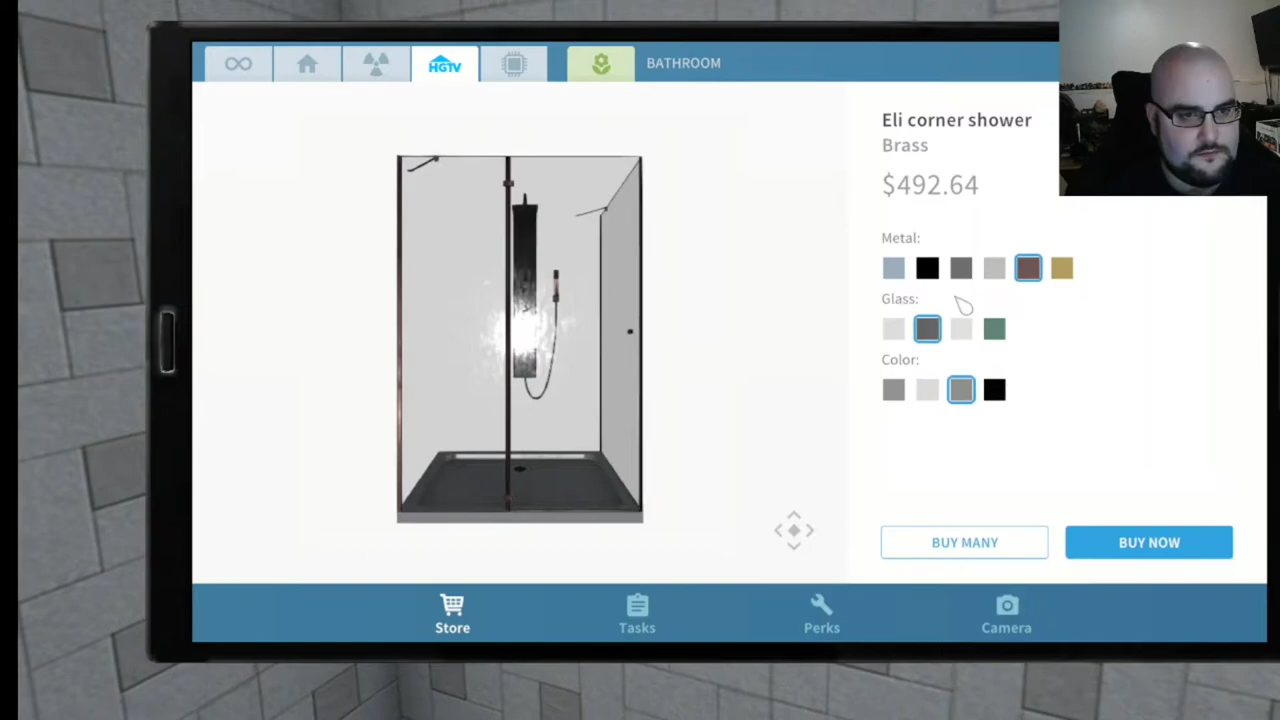 HGTV
BATHROOM
Eli corner shower
Brass
$492.64
Metal:
Glass:
Color:
BUY MANY
BUY NOW
Store
Tasks
Perks
Camera